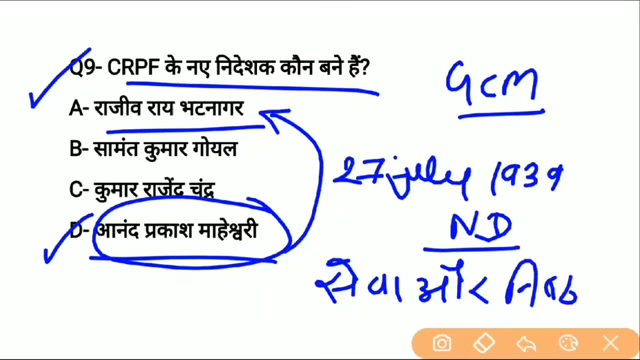 Q9- CRPF के नए निदेशक कौन बने हैं?
A- राजीव राय भटनागर
B- सामंत कुमार गोयल
C- कुमार राजेंद चंद्र
D- आनंद प्रकाश माहेश्वरी
GCM
27 july 1939
ND
सेवा और